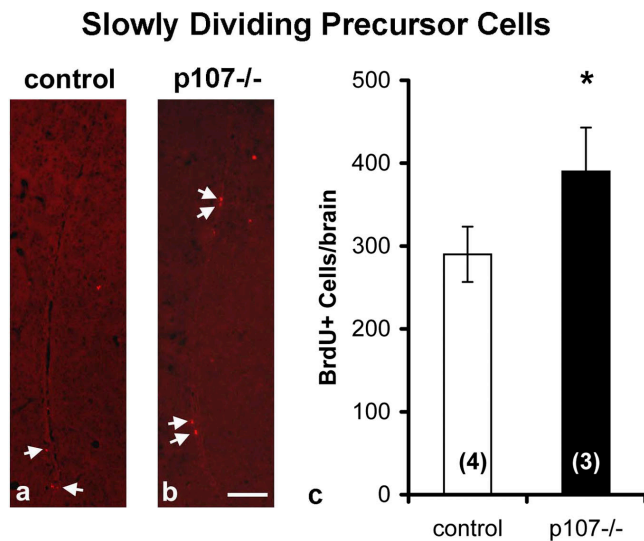 Slowly Dividing Precursor Cells
control
p107-/-
a
b
c
BrdU+ Cells/brain
500
400
300
200
100
0
*
(4)
(3)
control
p107-/-